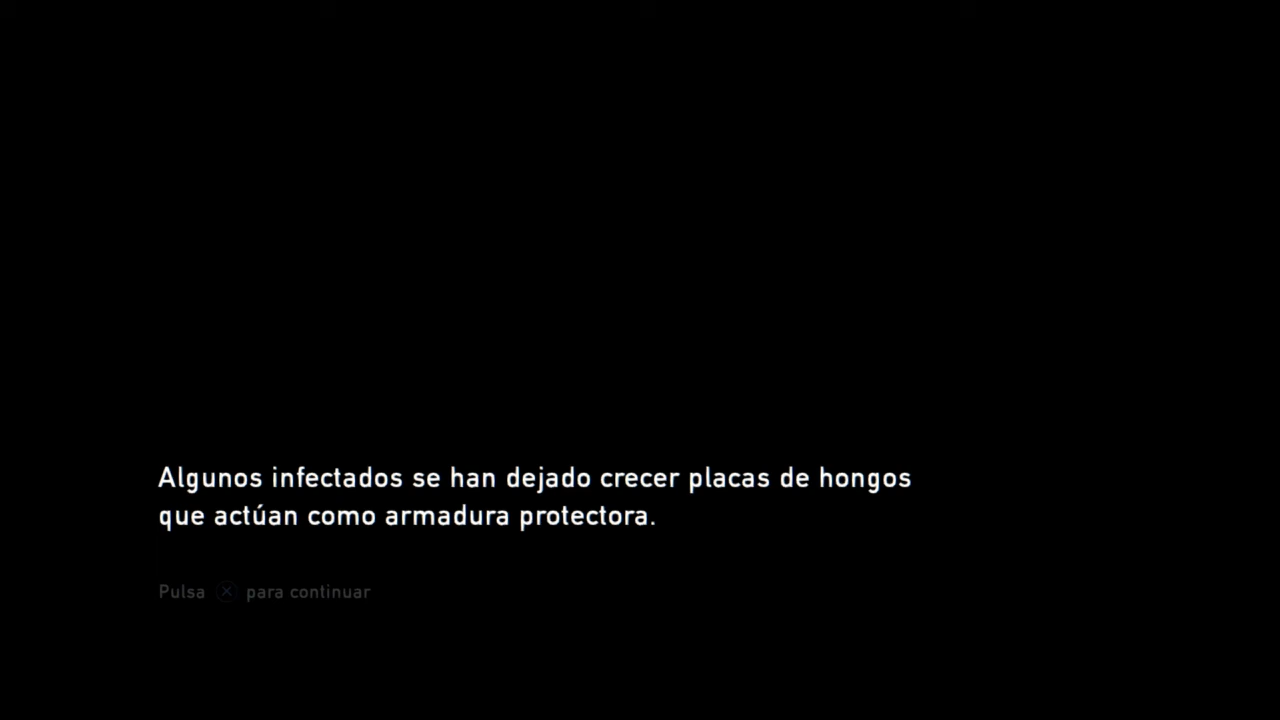 Algunos infectados se han dejado crecer placas de hongos
que actúan como armadura protectora.
Pulsa ⊗ para continuar